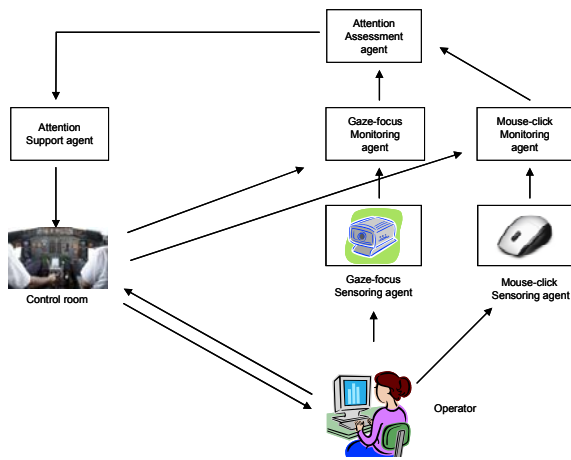 Attention
Assessment
agent
Attention
Support agent
Gaze-focus
Monitoring
agent
Mouse-click
Monitoring
agent
Control room
Gaze-focus
Sensoring agent
Mouse-click
Sensoring agent
Operator